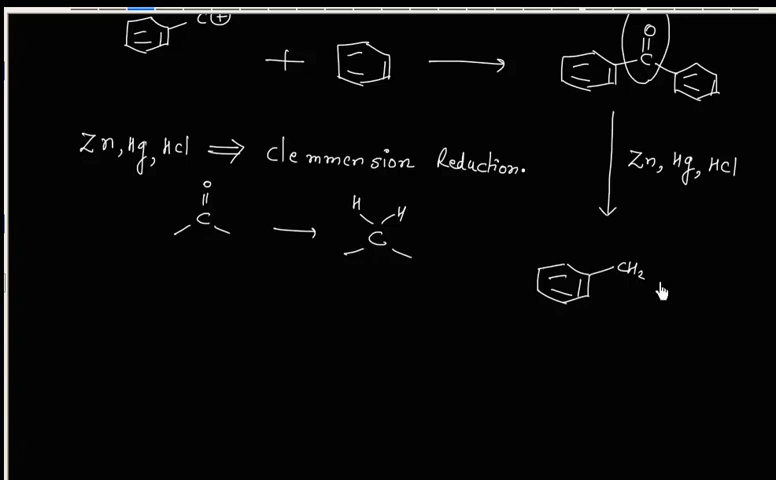 C⊕
+
O
C
Zn, Hg, HCl ⇒ Clemmension Reduction.
Zn, Hg, HCl
O
C
H H
C
CH₂